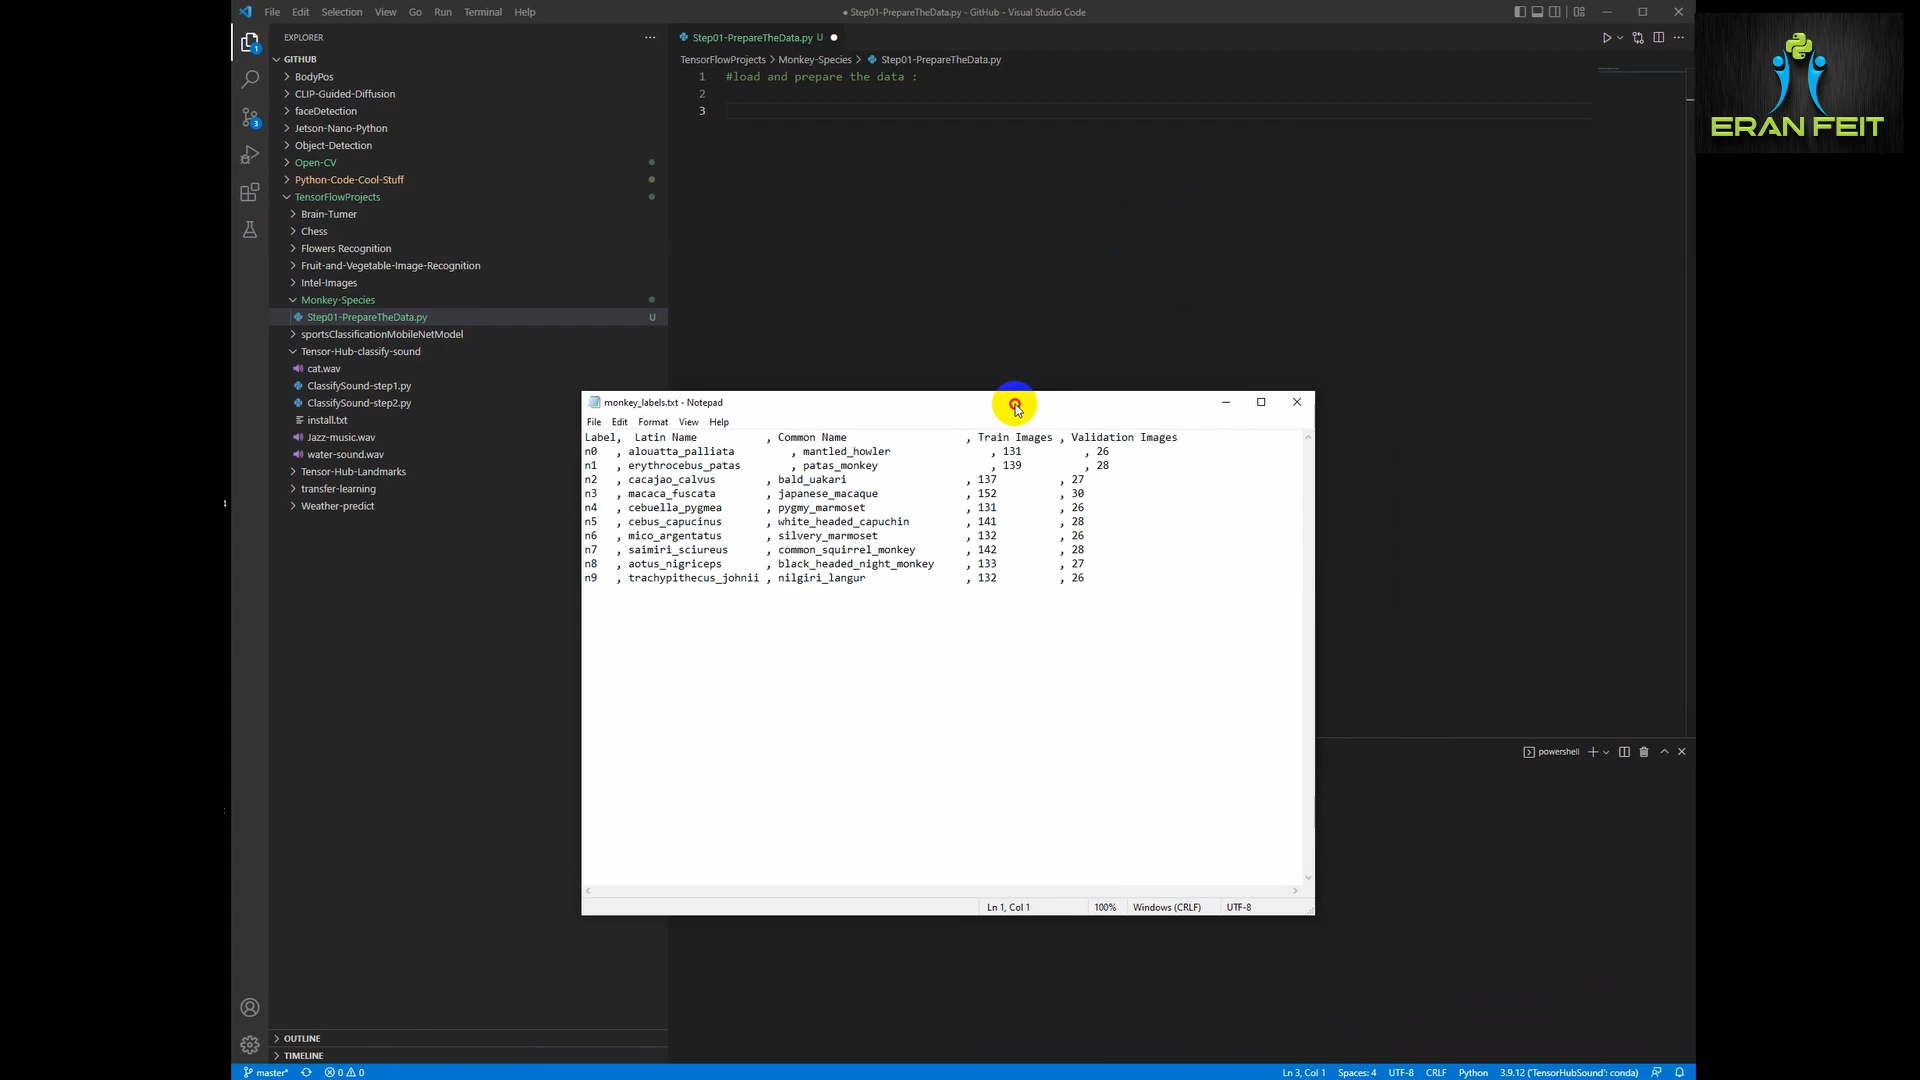 File Edit Selection View Go Run Terminal Help
● Step01-PrepareTheData.py - GitHub - Visual Studio Code
EXPLORER
GITHUB
BodyPos
CLIP-Guided-Diffusion
faceDetection
Jetson-Nano-Python
Object-Detection
Open-CV
Python-Code-Cool-Stuff
TensorFlowProjects
Brain-Tumer
Chess
Flowers Recognition
Fruit-and-Vegetable-Image-Recognition
Intel-Images
Monkey-Species
Step01-PrepareTheData.py U
sportsClassificationMobileNetModel
Tensor-Hub-classify-sound
cat.wav
ClassifySound-step1.py
ClassifySound-step2.py
install.txt
Jazz-music.wav
water-sound.wav
Tensor-Hub-Landmarks
transfer-learning
Weather-predict
OUTLINE
TIMELINE
1
3
Step01-PrepareTheData.py U
TensorFlowProjects > Monkey-Species > Step01-PrepareTheData.py
1 #load and prepare the data :
2
3
ERAN FEIT
monkey_labels.txt - Notepad
File Edit Format View Help
Label, Latin Name , Common Name , Train Images , Validation Images
n0 , alouatta_palliata , mantled_howler , 131 , 26
n1 , erythrocebus_patas , patas_monkey , 139 , 28
n2 , cacajao_calvus , bald_uakari , 137 , 27
n3 , macaca_fuscata , japanese_macaque , 152 , 30
n4 , cebuella_pygmea , pygmy_marmoset , 131 , 26
n5 , cebus_capucinus , white_headed_capuchin , 141 , 28
n6 , mico_argentatus , silvery_marmoset , 132 , 26
n7 , saimiri_sciureus , common_squirrel_monkey , 142 , 28
n8 , aotus_nigriceps , black_headed_night_monkey , 133 , 27
n9 , trachypithecus_johnii , nilgiri_langur , 132 , 26
Ln 1, Col 1 100% Windows (CRLF) UTF-8
powershell
master* 0 0
Ln 3, Col 1 Spaces: 4 UTF-8 CRLF Python 3.9.12 ('TensorHubSound': conda)